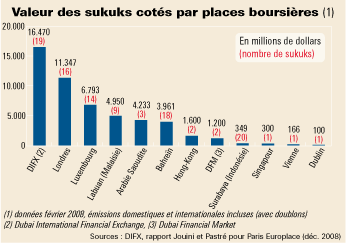 Valeur des sukuks cotés par places boursières (1)
En millions de dollars
(nombre de sukuks)
20.000
15.000
10.000
5.000
0.000
16.470
(19)
11.347
(16)
6.793
(14)
4.950
(9)
4.233
(3)
3.961
(18)
1.600
(2)
1.200
(2)
349
(20)
300
(1)
166
(1)
100
(1)
DIFX (2)
Londres
Luxembourg
Labuan (Malaisie)
Arabie Saoudite
Bahrein
Hong-Kong
DFM (3)
Surabaya (Indonésie)
Singapour
Vienne
Dublin
(1) données février 2008, émissions domestiques et internationales incluses (avec doublons)
(2) Dubai International Financial Exchange, (3) Dubai Financial Market
Sources : DIFX, rapport Jouini et Pastré pour Paris Europlace (déc. 2008)